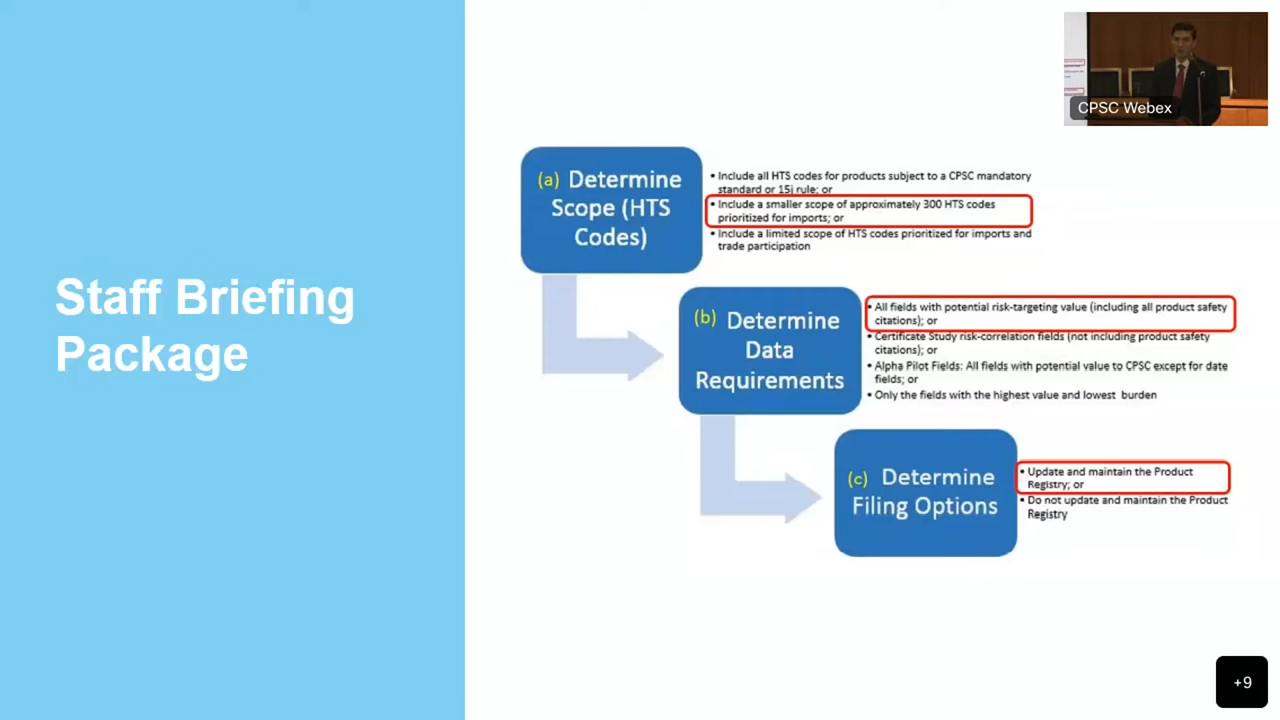 CPSC Webex
Staff Briefing
Package
(a) Determine
Scope (HTS
Codes)
• Include all HTS codes for products subject to a CPSC mandatory
standard or 15j rule; or
• Include a smaller scope of approximately 300 HTS codes
prioritized for imports; or
• Include a limited scope of HTS codes prioritized for imports and
trade participation
(b) Determine
Data
Requirements
• All fields with potential risk-targeting value (including all product safety
citations); or
• Certificate Study risk-correlation fields (not including product safety
citations); or
• Alpha Pilot Fields: All fields with potential value to CPSC except for date
fields; or
• Only the fields with the highest value and lowest burden
(c) Determine
Filing Options
• Update and maintain the Product
Registry; or
• Do not update and maintain the Product
Registry
+9